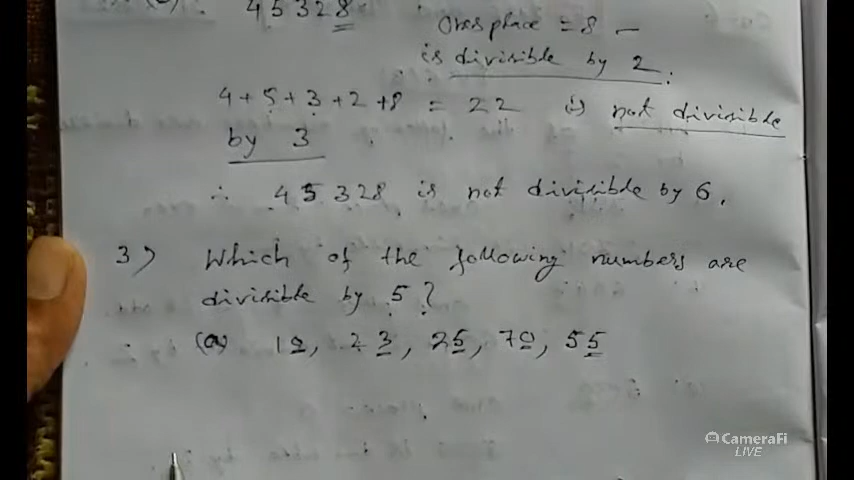 45328
Ones place = 8 —
is divisible by 2.
4+5+3+2+8 = 22 is not divisible
by 3
∴ 45328 is not divisible by 6.
3) Which of the following numbers are
divisible by 5?
(a) 10, 23, 25, 70, 55
CameraFi
LIVE